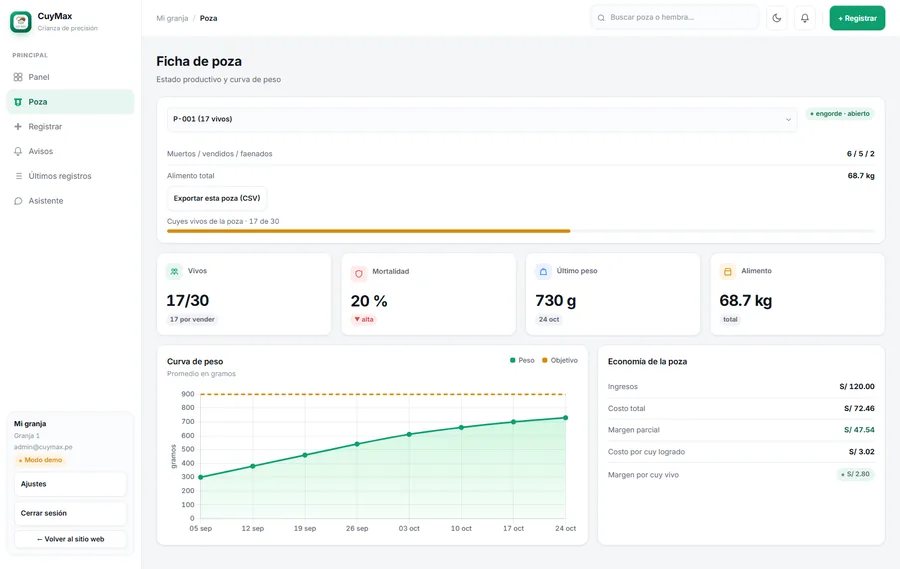 CuyMax
Crianza de precisión
PRINCIPAL
Panel
Poza
Registrar
Avisos
Últimos registros
Asistente
Mi granja
Granja 1
admin@cuymax.pe
Modo demo
Ajustes
Cerrar sesión
← Volver al sitio web
Mi granja / Poza
Buscar poza o hembra...
+ Registrar
Ficha de poza
Estado productivo y curva de peso
P-001 (17 vivos)
engorde · abierto
Muertos / vendidos / faenados 6 / 5 / 2
Alimento total 68.7 kg
Exportar esta poza (CSV)
Cuyes vivos de la poza · 17 de 30
Vivos
17/30
17 por vender
Mortalidad
20 %
▼ alta
Último peso
730 g
24 oct
Alimento
68.7 kg
total
Curva de peso
Promedio en gramos
Peso Objetivo
gramos
900
800
700
600
500
400
300
200
100
0
05 sep 12 sep 19 sep 26 sep 03 oct 10 oct 17 oct 24 oct
Economía de la poza
Ingresos S/ 120.00
Costo total S/ 72.46
Margen parcial S/ 47.54
Costo por cuy logrado S/ 3.02
Margen por cuy vivo S/ 2.80